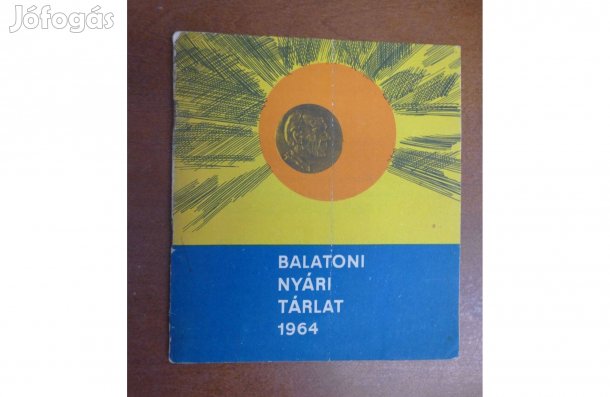 Jófogás
BALATONI
NYÁRI
TÁRLAT
1964